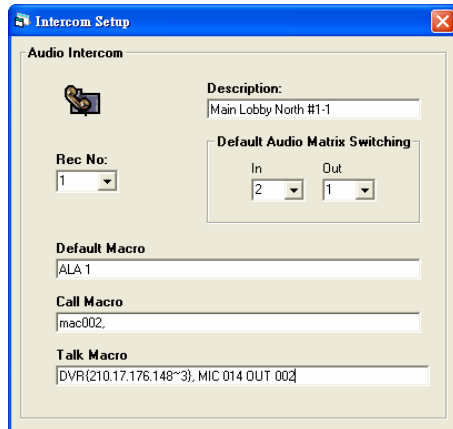 Intercom Setup
Audio Intercom
Description:
Main Lobby North #1-1
Default Audio Matrix Switching
Rec No:
In Out
1
2 1
Default Macro
ALA 1
Call Macro
mac002,
Talk Macro
DVR{210.17.176.148~3}, MIC 014 OUT 002